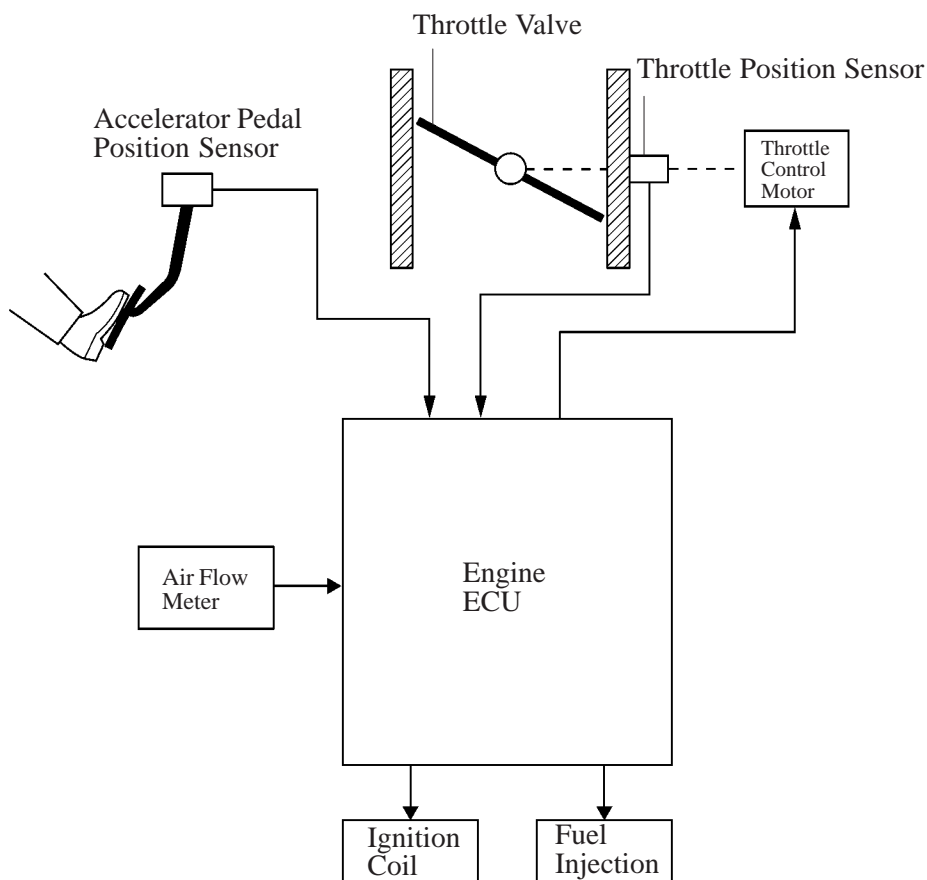 Throttle Valve
Throttle Position Sensor
Accelerator Pedal
Position Sensor
Throttle
Control
Motor
Air Flow
Meter
Engine
ECU
Ignition
Coil
Fuel
Injection